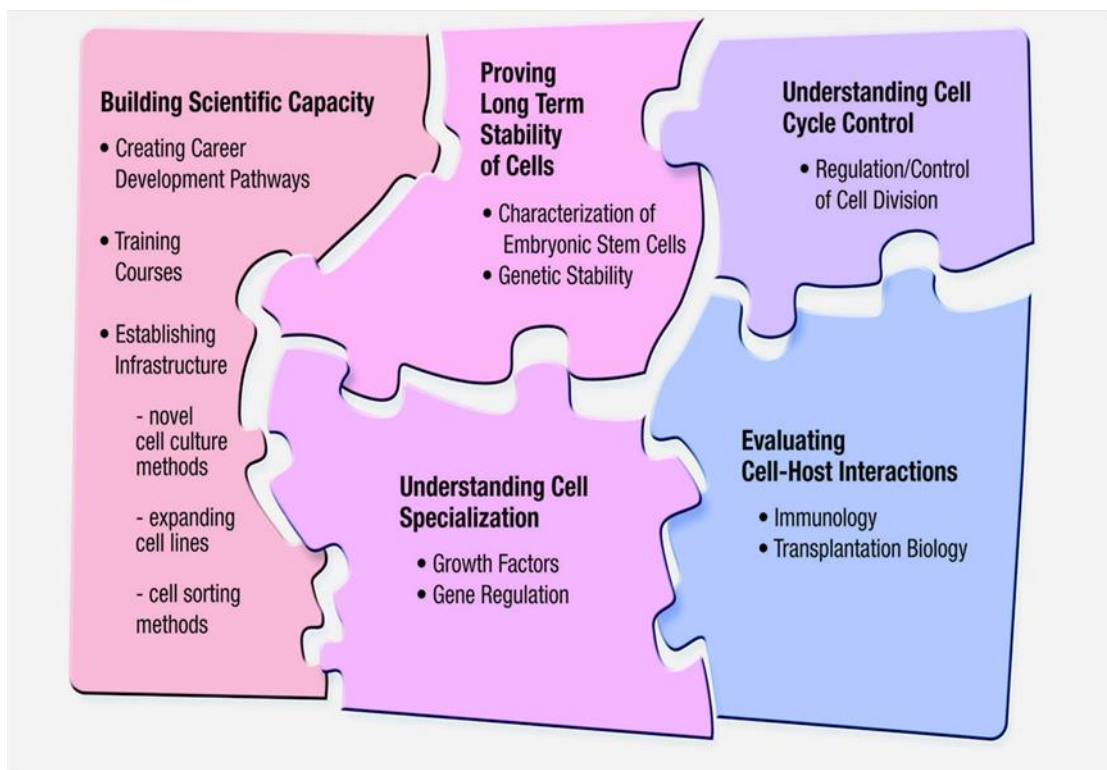 Building Scientific Capacity
• Creating Career
Development Pathways
• Training
Courses
• Establishing
Infrastructure
- novel
cell culture
methods
- expanding
cell lines
- cell sorting
methods
Proving
Long Term
Stability
of Cells
• Characterization of
Embryonic Stem Cells
• Genetic Stability
Understanding Cell
Cycle Control
• Regulation/Control
of Cell Division
Understanding Cell
Specialization
• Growth Factors
• Gene Regulation
Evaluating
Cell-Host Interactions
• Immunology
• Transplantation Biology